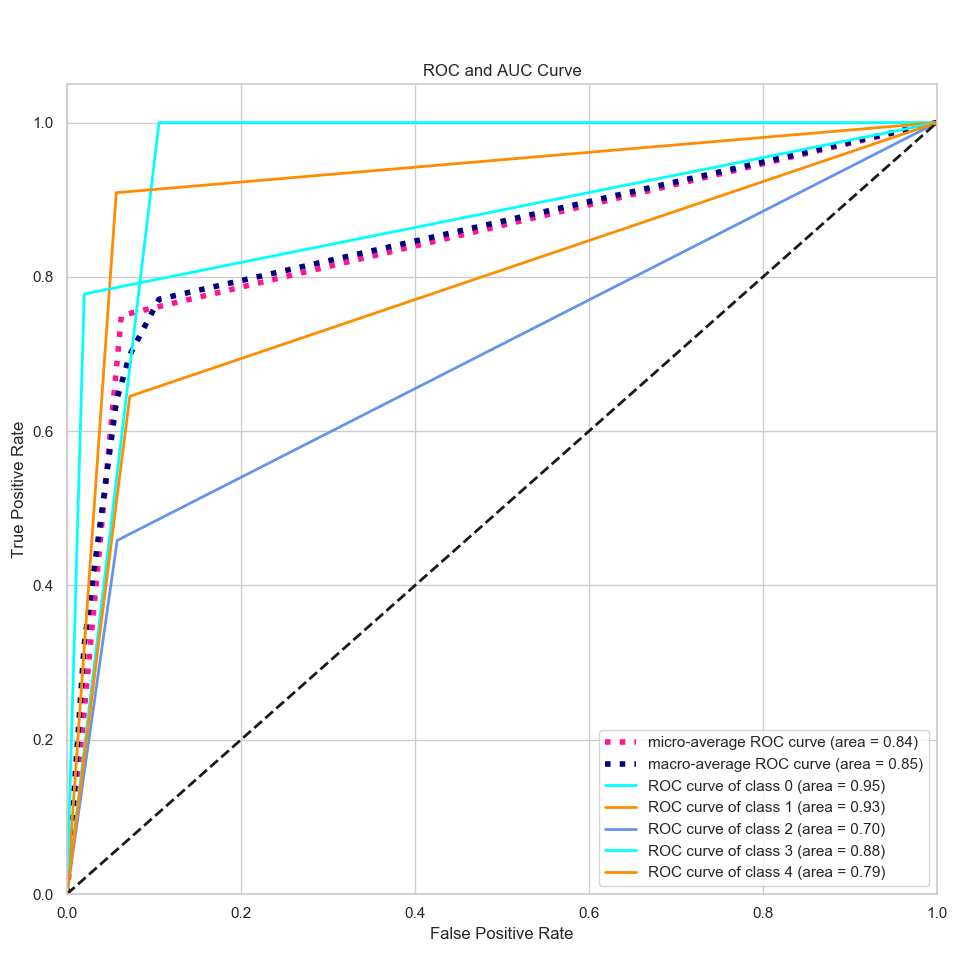 ROC and AUC Curve
True Positive Rate
1.0
0.8
0.6
0.4
0.2
0.0
micro-average ROC curve (area = 0.84)
macro-average ROC curve (area = 0.85)
ROC curve of class 0 (area = 0.95)
ROC curve of class 1 (area = 0.93)
ROC curve of class 2 (area = 0.70)
ROC curve of class 3 (area = 0.88)
ROC curve of class 4 (area = 0.79)
0.0 0.2 0.4 0.6 0.8 1.0
False Positive Rate